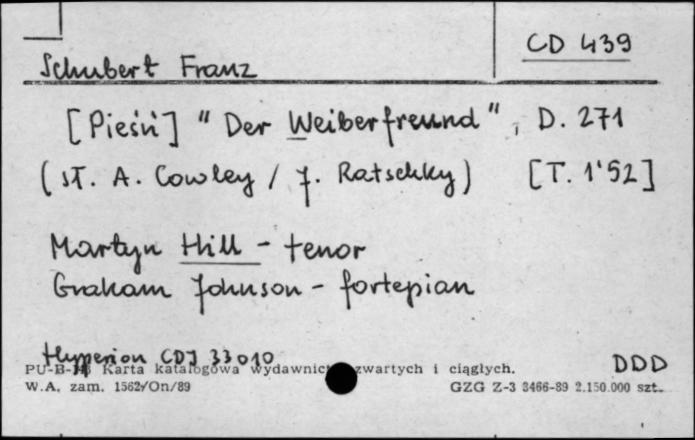 CD 439
Schubert Franz
[Pieśń] "Der Weiberfreund", D. 271
(sł. A. Cowley / J. Ratschky) [T. 1'52]
Martyn Hill - tenor
Graham Johnson - fortepian
Hyperion CDJ 33010 DDD
PU-B- Karta katalogowa wydawnict zwartych i ciągłych.
W.A. zam. 1562/On/89 GZG Z-3 3466-89 2.150.000 szt.